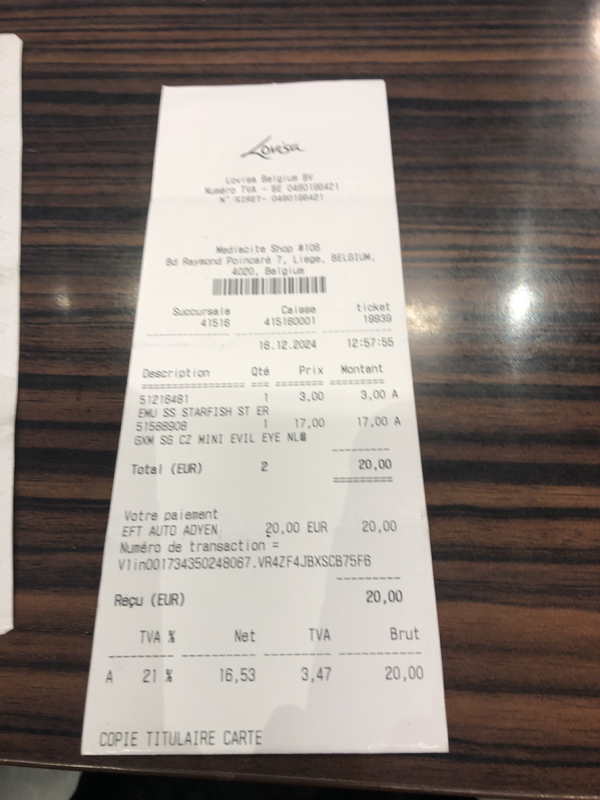 Lovisa
Lovisa Belgium BV
Numéro TVA - BE 0480198421
N° SIRET- 0480198421
Mediacite Shop #106
Bd Raymond Poincaré 7, Liege, BELGIUM,
4020, Belgium
Succursale Caisse ticket
41516 415160001 19939
16.12.2024 12:57:55
Description Qté Prix Montant
51216481 1 3,00 3,00 A
EMU SS STARFISH ST ER
51588908 1 17,00 17,00 A
GXM SG CZ MINI EVIL EYE NL
Total (EUR) 2 20,00
Votre paiement
EFT AUTO ADYEN 20,00 EUR 20,00
Numéro de transaction =
V1in001734350248067.VR4ZF4JBXSCB75F6
Reçu (EUR) 20,00
TVA % Net TVA Brut
A 21 % 16,53 3,47 20,00
COPIE TITULAIRE CARTE